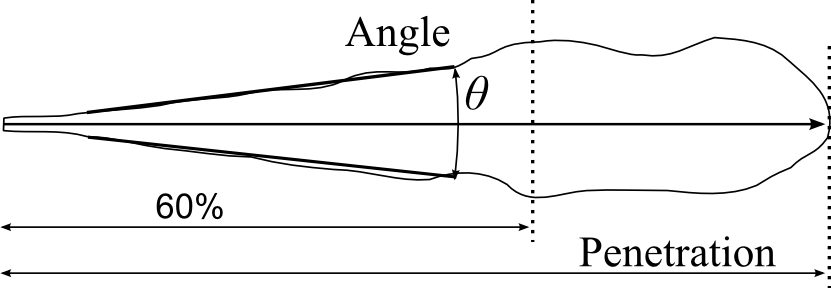 Angle
θ
60%
Penetration